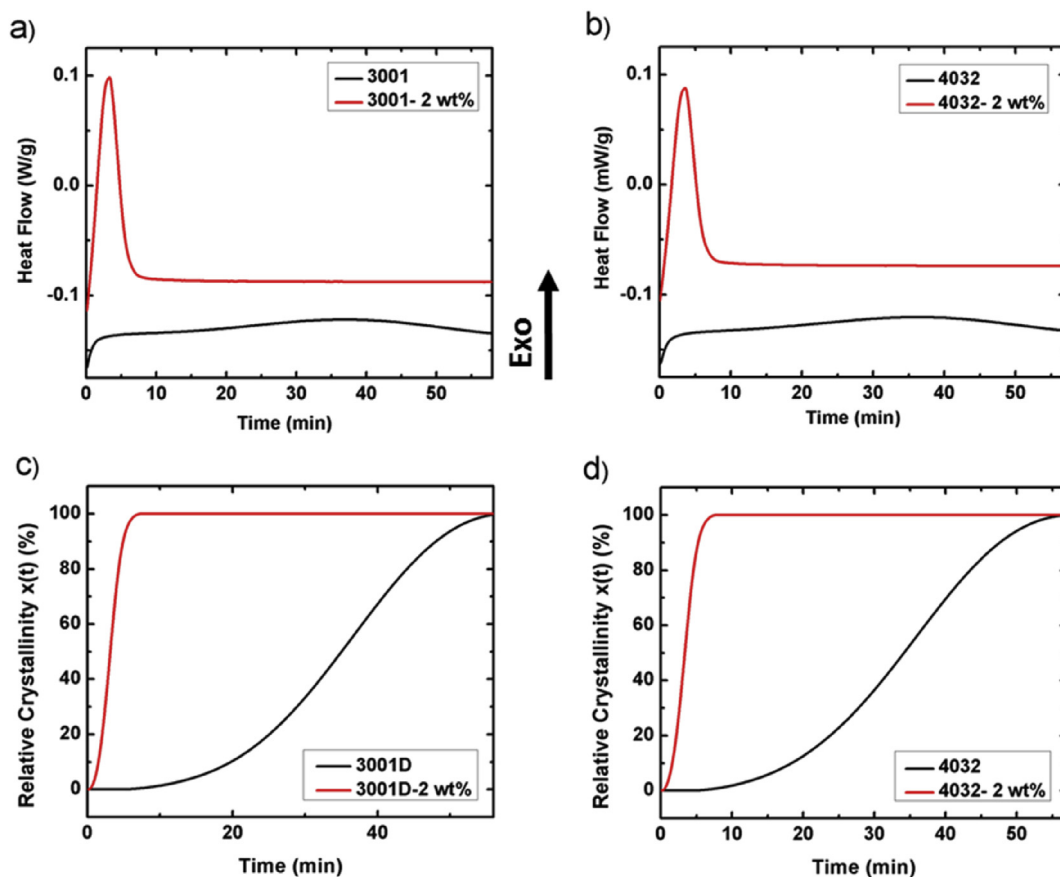 a)
3001
3001- 2 wt%
Heat Flow (W/g)
0.1
0.0
-0.1
0 10 20 30 40 50
Time (min)
Exo
b)
4032
4032- 2 wt%
Heat Flow (mW/g)
0.1
0.0
-0.1
0 10 20 30 40 50
Time (min)
c)
Relative Crystallinity x(t) (%)
100
80
60
40
20
0
3001D
3001D-2 wt%
0 20 40
Time (min)
d)
Relative Crystallinity x(t) (%)
100
80
60
40
20
0
4032
4032- 2 wt%
0 10 20 30 40 50
Time (min)